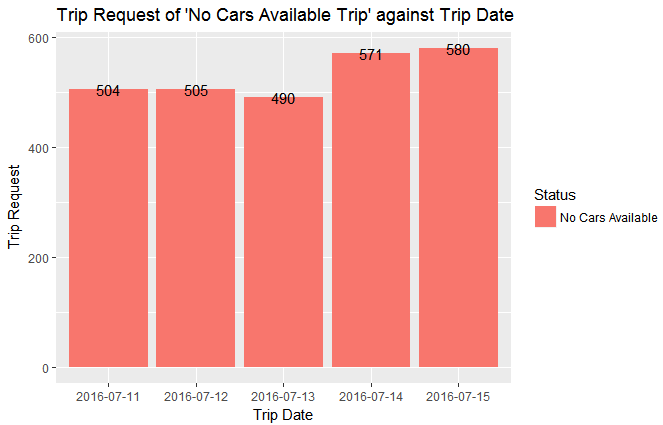 Trip Request of 'No Cars Available Trip' against Trip Date
600
400
200
0
Trip Request
504
505
490
571
580
2016-07-11
2016-07-12
2016-07-13
2016-07-14
2016-07-15
Trip Date
Status
No Cars Available